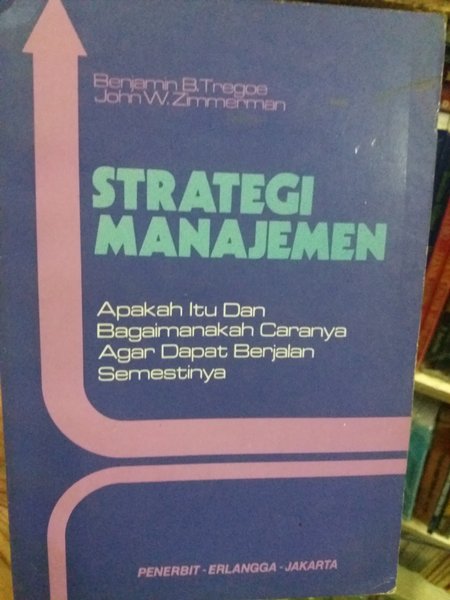 Benjamin B. Tregoe
John W. Zimmerman
STRATEGI
MANAJEMEN
Apakah Itu Dan
Bagaimanakah Caranya
Agar Dapat Berjalan
Semestinya
PENERBIT - ERLANGGA - JAKARTA